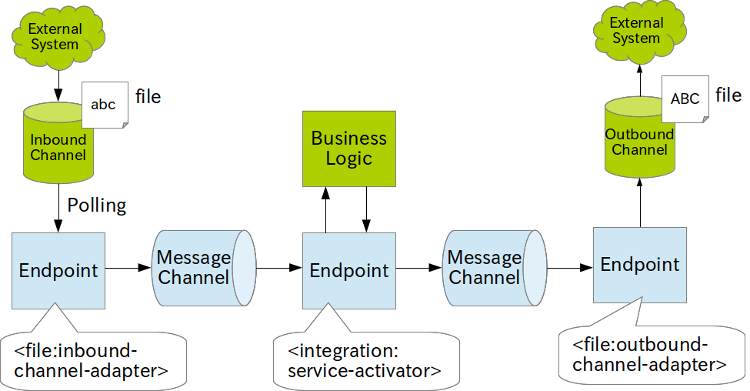 External
System
abc
file
Inbound
Channel
Polling
Endpoint
<file:inbound-
channel-adapter>
Message
Channel
Business
Logic
Endpoint
<integration:
service-activator>
Message
Channel
External
System
ABC
file
Outbound
Channel
Endpoint
<file:outbound-
channel-adapter>